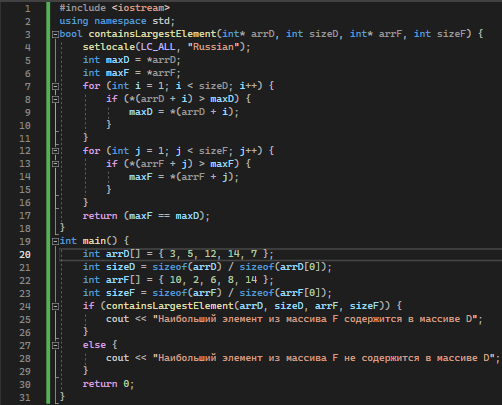 1 #include <iostream>
2 using namespace std;
3 bool containsLargestElement(int* arrD, int sizeD, int* arrF, int sizeF) {
4 setlocale(LC_ALL, "Russian");
5 int maxD = *arrD;
6 int maxF = *arrF;
7 for (int i = 1; i < sizeD; i++) {
8 if (*(arrD + i) > maxD) {
9 maxD = *(arrD + i);
10 }
11 }
12 for (int j = 1; j < sizeF; j++) {
13 if (*(arrF + j) > maxF) {
14 maxF = *(arrF + j);
15 }
16 }
17 return (maxF == maxD);
18 }
19 int main() {
20 int arrD[] = { 3, 5, 12, 14, 7 };
21 int sizeD = sizeof(arrD) / sizeof(arrD[0]);
22 int arrF[] = { 10, 2, 6, 8, 14 };
23 int sizeF = sizeof(arrF) / sizeof(arrF[0]);
24 if (containsLargestElement(arrD, sizeD, arrF, sizeF)) {
25 cout << "Наибольший элемент из массива F содержится в массиве D";
26 }
27 else {
28 cout << "Наибольший элемент из массива F не содержится в массиве D";
29 }
30 return 0;
31 }